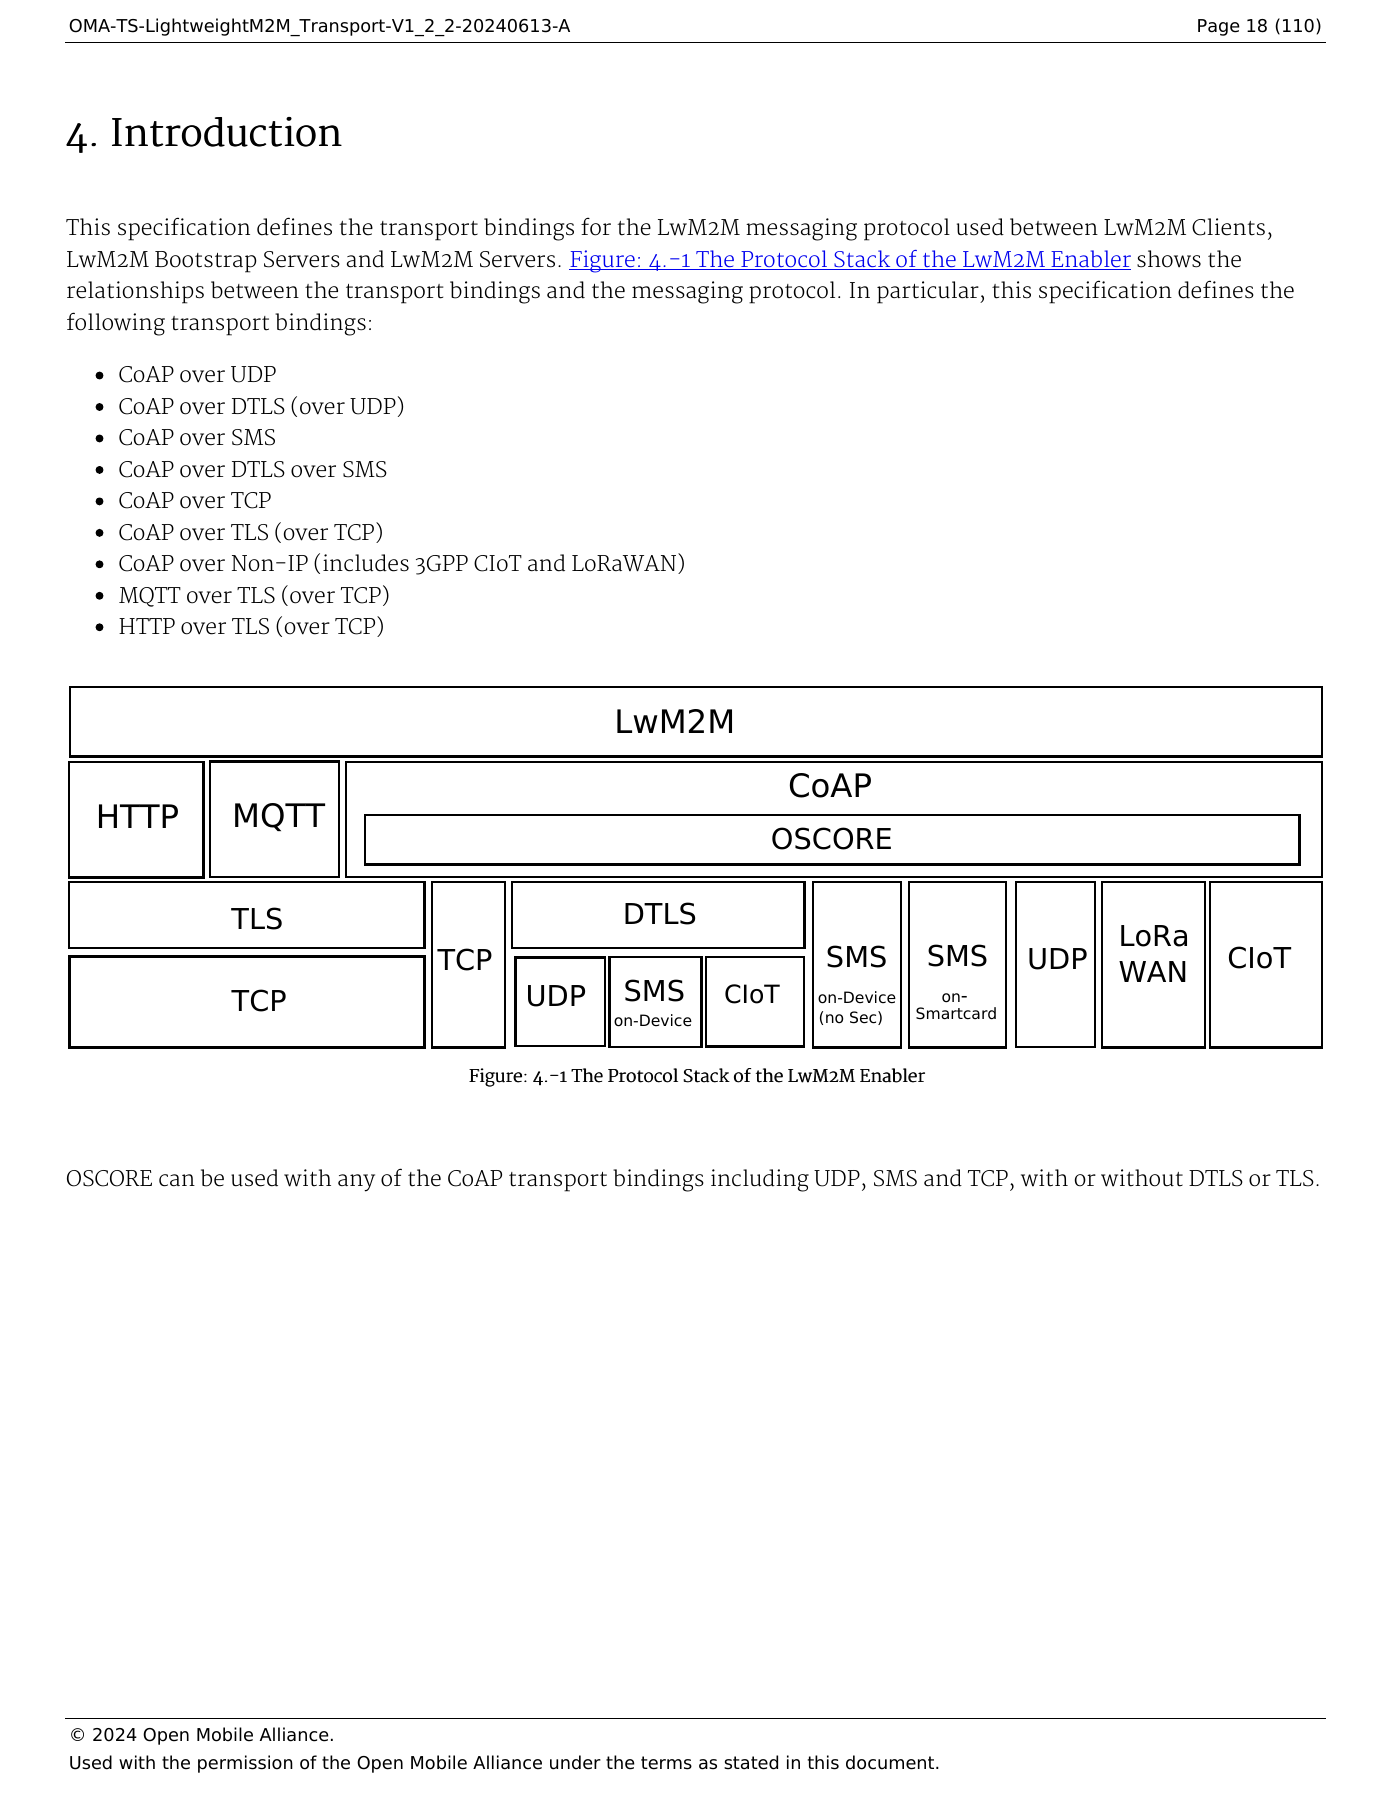 OMA-TS-LightweightM2M_Transport-V1_2_2-20240613-A Page 18 (110)
4. Introduction
This specification defines the transport bindings for the LwM2M messaging protocol used between LwM2M Clients,
LwM2M Bootstrap Servers and LwM2M Servers. Figure: 4.-1 The Protocol Stack of the LwM2M Enabler shows the
relationships between the transport bindings and the messaging protocol. In particular, this specification defines the
following transport bindings:
• CoAP over UDP
• CoAP over DTLS (over UDP)
• CoAP over SMS
• CoAP over DTLS over SMS
• CoAP over TCP
• CoAP over TLS (over TCP)
• CoAP over Non-IP (includes 3GPP CIoT and LoRaWAN)
• MQTT over TLS (over TCP)
• HTTP over TLS (over TCP)
LwM2M
HTTP
MQTT
CoAP
OSCORE
TLS
TCP
TCP
DTLS
UDP
SMS
on-Device
CIoT
SMS
on-Device
(no Sec)
SMS
on-
Smartcard
UDP
LoRa
WAN
CIoT
Figure: 4.-1 The Protocol Stack of the LwM2M Enabler
OSCORE can be used with any of the CoAP transport bindings including UDP, SMS and TCP, with or without DTLS or TLS.
© 2024 Open Mobile Alliance.
Used with the permission of the Open Mobile Alliance under the terms as stated in this document.